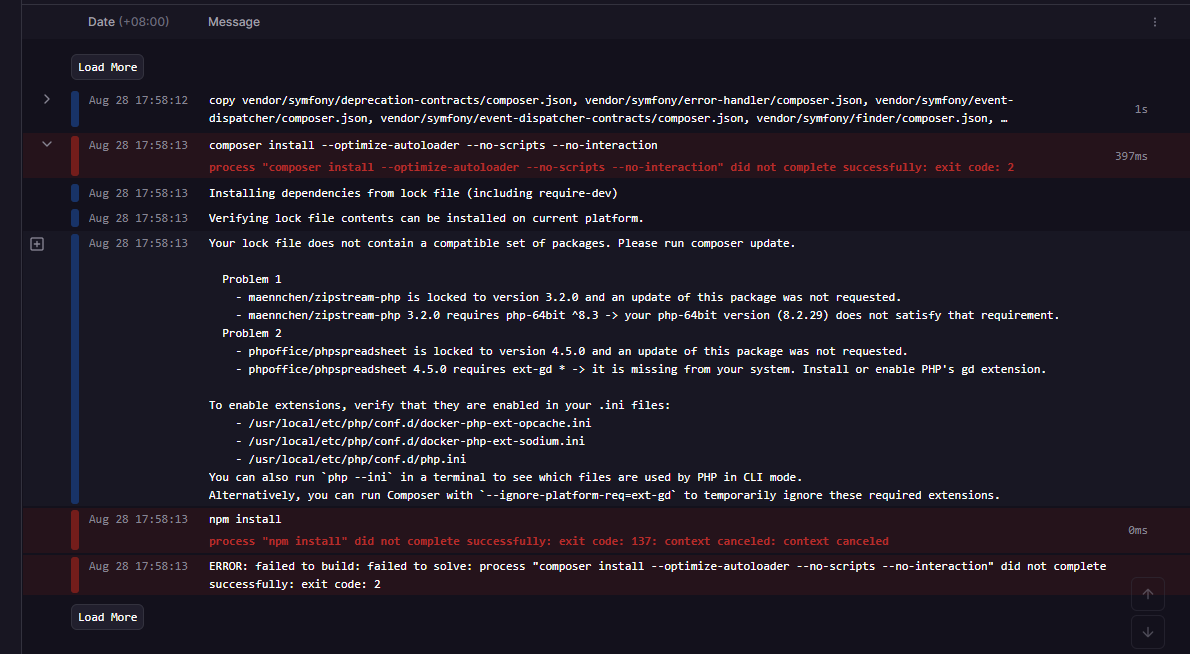 Date (+08:00) Message
Load More
Aug 28 17:58:12 copy vendor/symfony/deprecation-contracts/composer.json, vendor/symfony/error-handler/composer.json, vendor/symfony/event-
dispatcher/composer.json, vendor/symfony/event-dispatcher-contracts/composer.json, vendor/symfony/finder/composer.json, …
1s
Aug 28 17:58:13 composer install --optimize-autoloader --no-scripts --no-interaction
397ms
process "composer install --optimize-autoloader --no-scripts --no-interaction" did not complete successfully: exit code: 2
Aug 28 17:58:13 Installing dependencies from lock file (including require-dev)
Aug 28 17:58:13 Verifying lock file contents can be installed on current platform.
Aug 28 17:58:13 Your lock file does not contain a compatible set of packages. Please run composer update.
Problem 1
- maennchen/zipstream-php is locked to version 3.2.0 and an update of this package was not requested.
- maennchen/zipstream-php 3.2.0 requires php-64bit ^8.3 -> your php-64bit version (8.2.29) does not satisfy that requirement.
Problem 2
- phpoffice/phpspreadsheet is locked to version 4.5.0 and an update of this package was not requested.
- phpoffice/phpspreadsheet 4.5.0 requires ext-gd * -> it is missing from your system. Install or enable PHP's gd extension.
To enable extensions, verify that they are enabled in your .ini files:
- /usr/local/etc/php/conf.d/docker-php-ext-opcache.ini
- /usr/local/etc/php/conf.d/docker-php-ext-sodium.ini
- /usr/local/etc/php/conf.d/php.ini
You can also run `php --ini` in a terminal to see which files are used by PHP in CLI mode.
Alternatively, you can run Composer with `--ignore-platform-req=ext-gd` to temporarily ignore these required extensions.
Aug 28 17:58:13 npm install
0ms
process "npm install" did not complete successfully: exit code: 137: context canceled: context canceled
Aug 28 17:58:13 ERROR: failed to build: failed to solve: process "composer install --optimize-autoloader --no-scripts --no-interaction" did not complete
successfully: exit code: 2
Load More